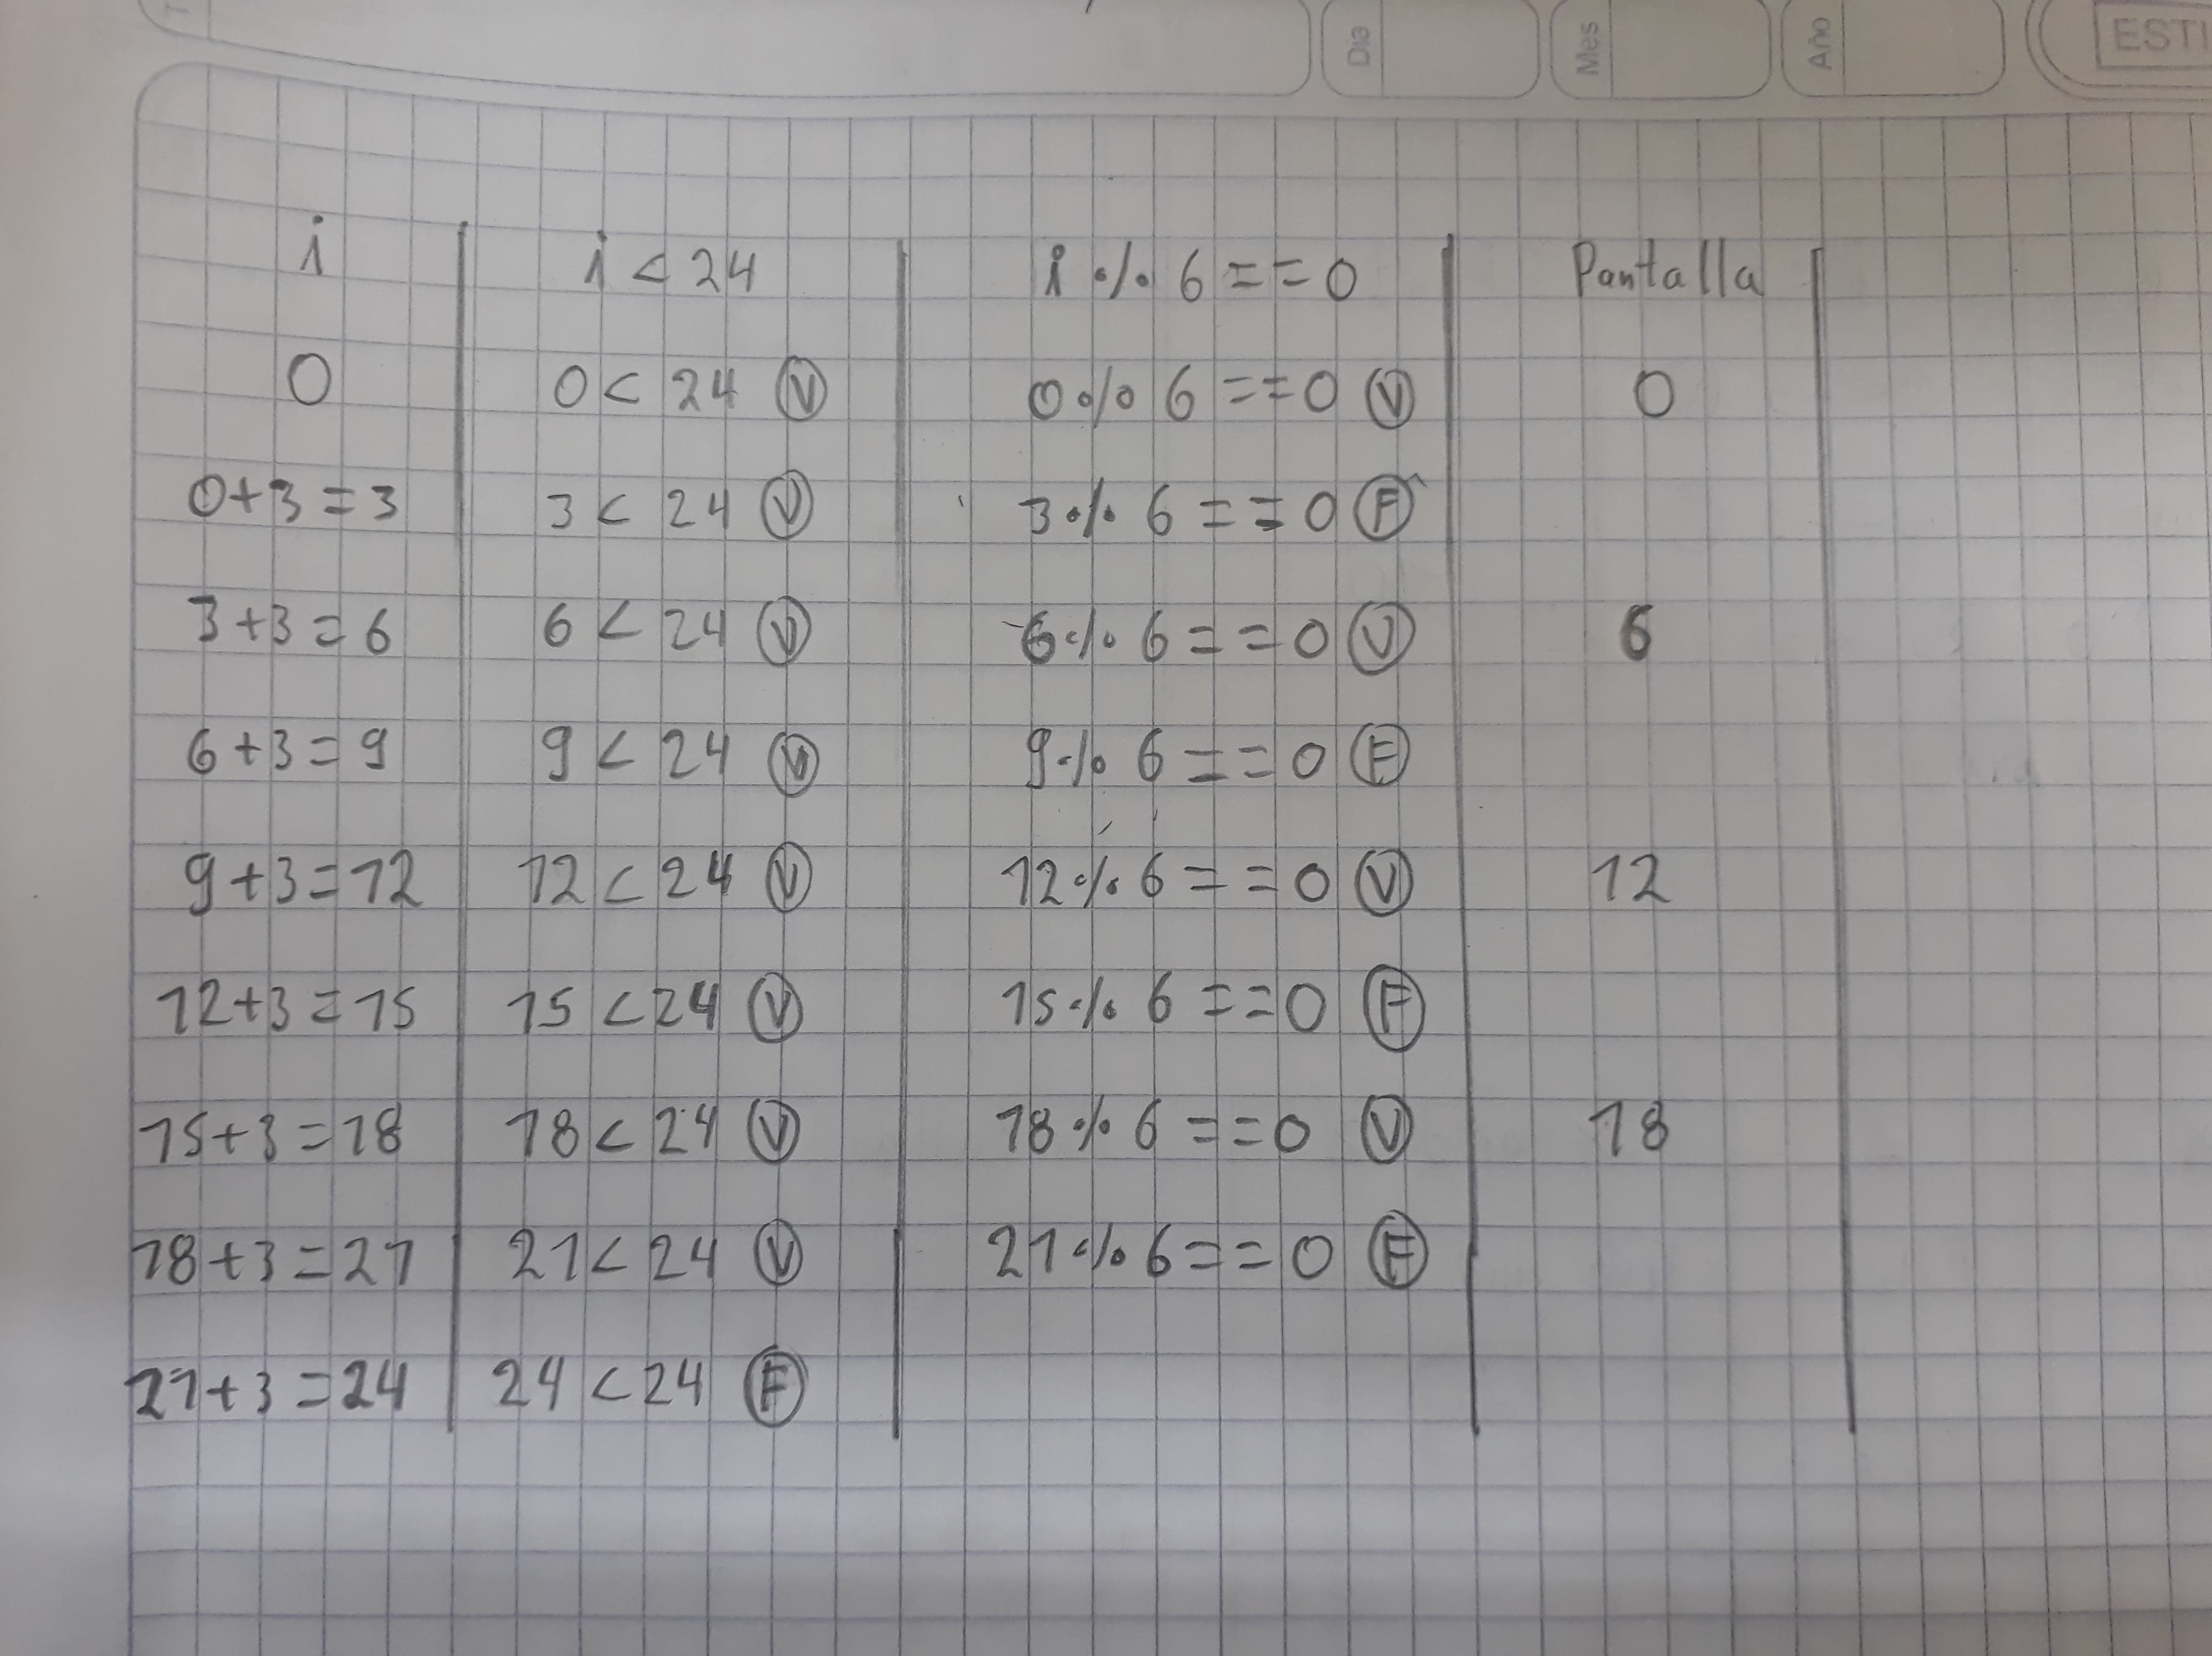 Dia Mes Año ESTI
i i < 24 i % 6 = = 0 Pantalla
0 0 < 24 V 0 % 6 = = 0 V 0
0+3=3 3 < 24 V 3 % 6 = = 0 F
3+3=6 6 < 24 V 6 % 6 = = 0 V 6
6+3=9 9 < 24 V 9 % 6 = = 0 F
9+3=12 12 < 24 V 12 % 6 = = 0 V 12
12+3=15 15 < 24 V 15 % 6 = = 0 F
15+3=18 18 < 24 V 18 % 6 = = 0 V 18
18+3=21 21 < 24 V 21 % 6 = = 0 F
21+3=24 24 < 24 F